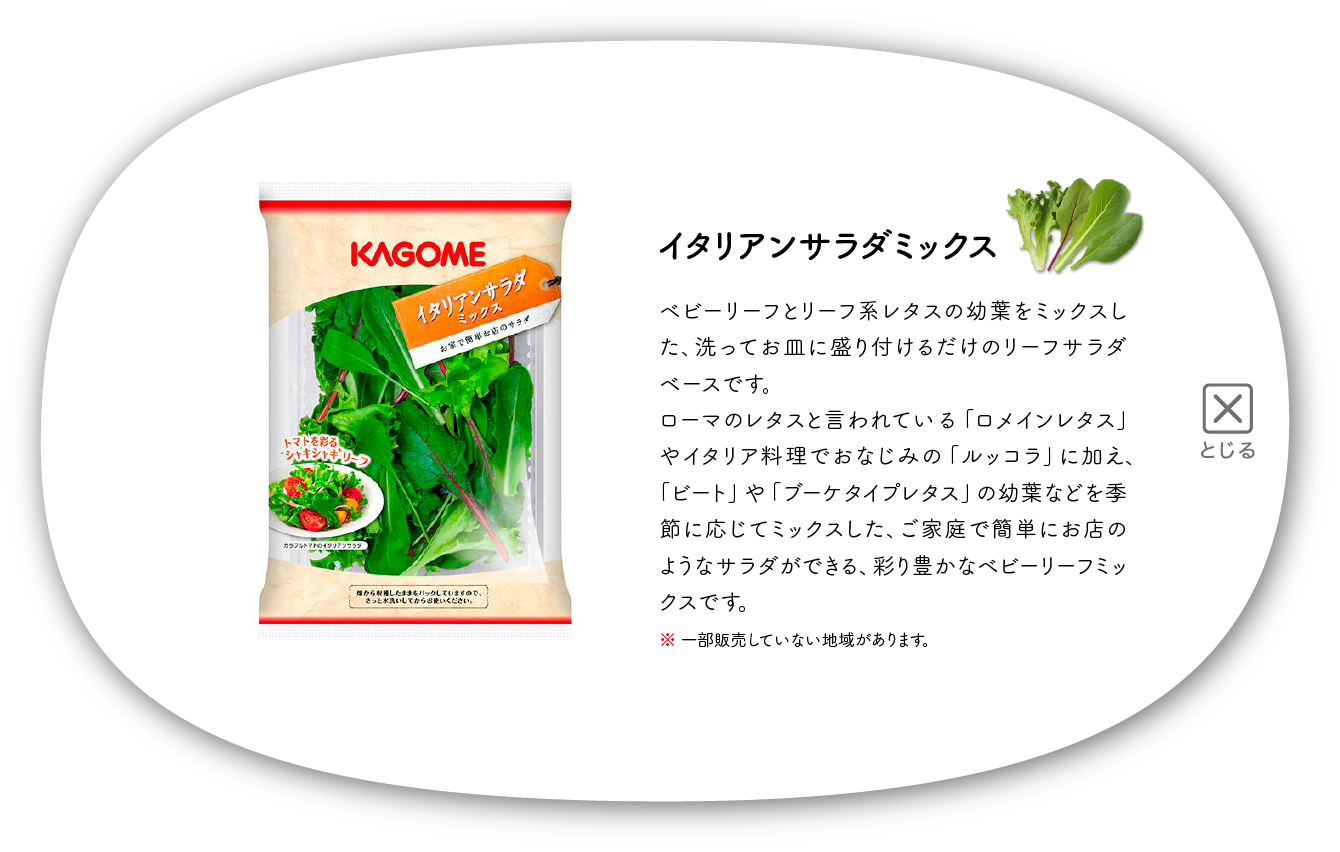 KAGOME
イタリアンサラダ
ミックス
お家で簡単お店のサラダ
トマトを彩る
シャキシャキリーフ
カラフルトマトのイタリアンサラダ
畑から収穫したままをパックしていますので、
さっと水洗いしてからお使いください。
イタリアンサラダミックス
ベビーリーフとリーフ系レタスの幼葉をミックスし
た、洗ってお皿に盛り付けるだけのリーフサラダ
ベースです。
ローマのレタスと言われている「ロメインレタス」
やイタリア料理でおなじみの「ルッコラ」に加え、
「ビート」や「ブーケタイプレタス」の幼葉などを季
節に応じてミックスした、ご家庭で簡単にお店の
ようなサラダができる、彩り豊かなベビーリーフミッ
クスです。
※ 一部販売していない地域があります。
とじる